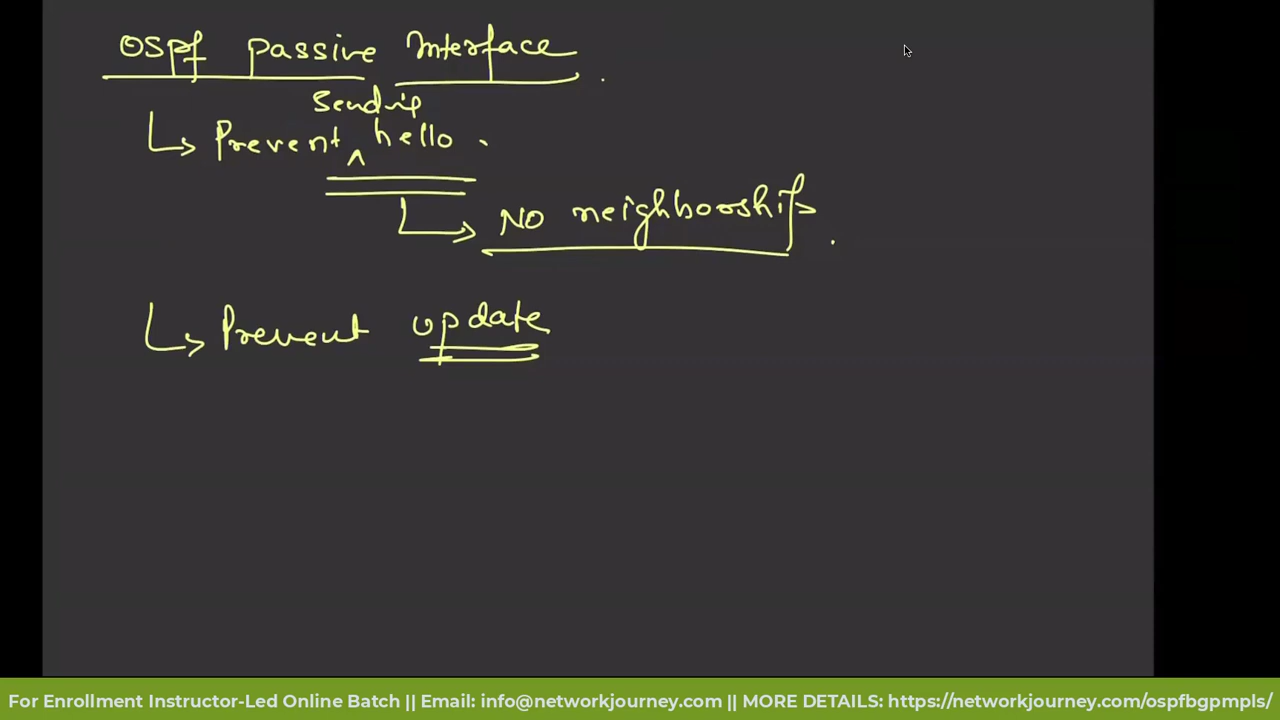 OSPf passive Interface
Sending
↳ Prevent ^ hello.
↳ No neighboorship.
↳ Prevent update
For Enrollment Instructor-Led Online Batch || Email: info@networkjourney.com || MORE DETAILS: https://networkjourney.com/ospfbgpmpls/